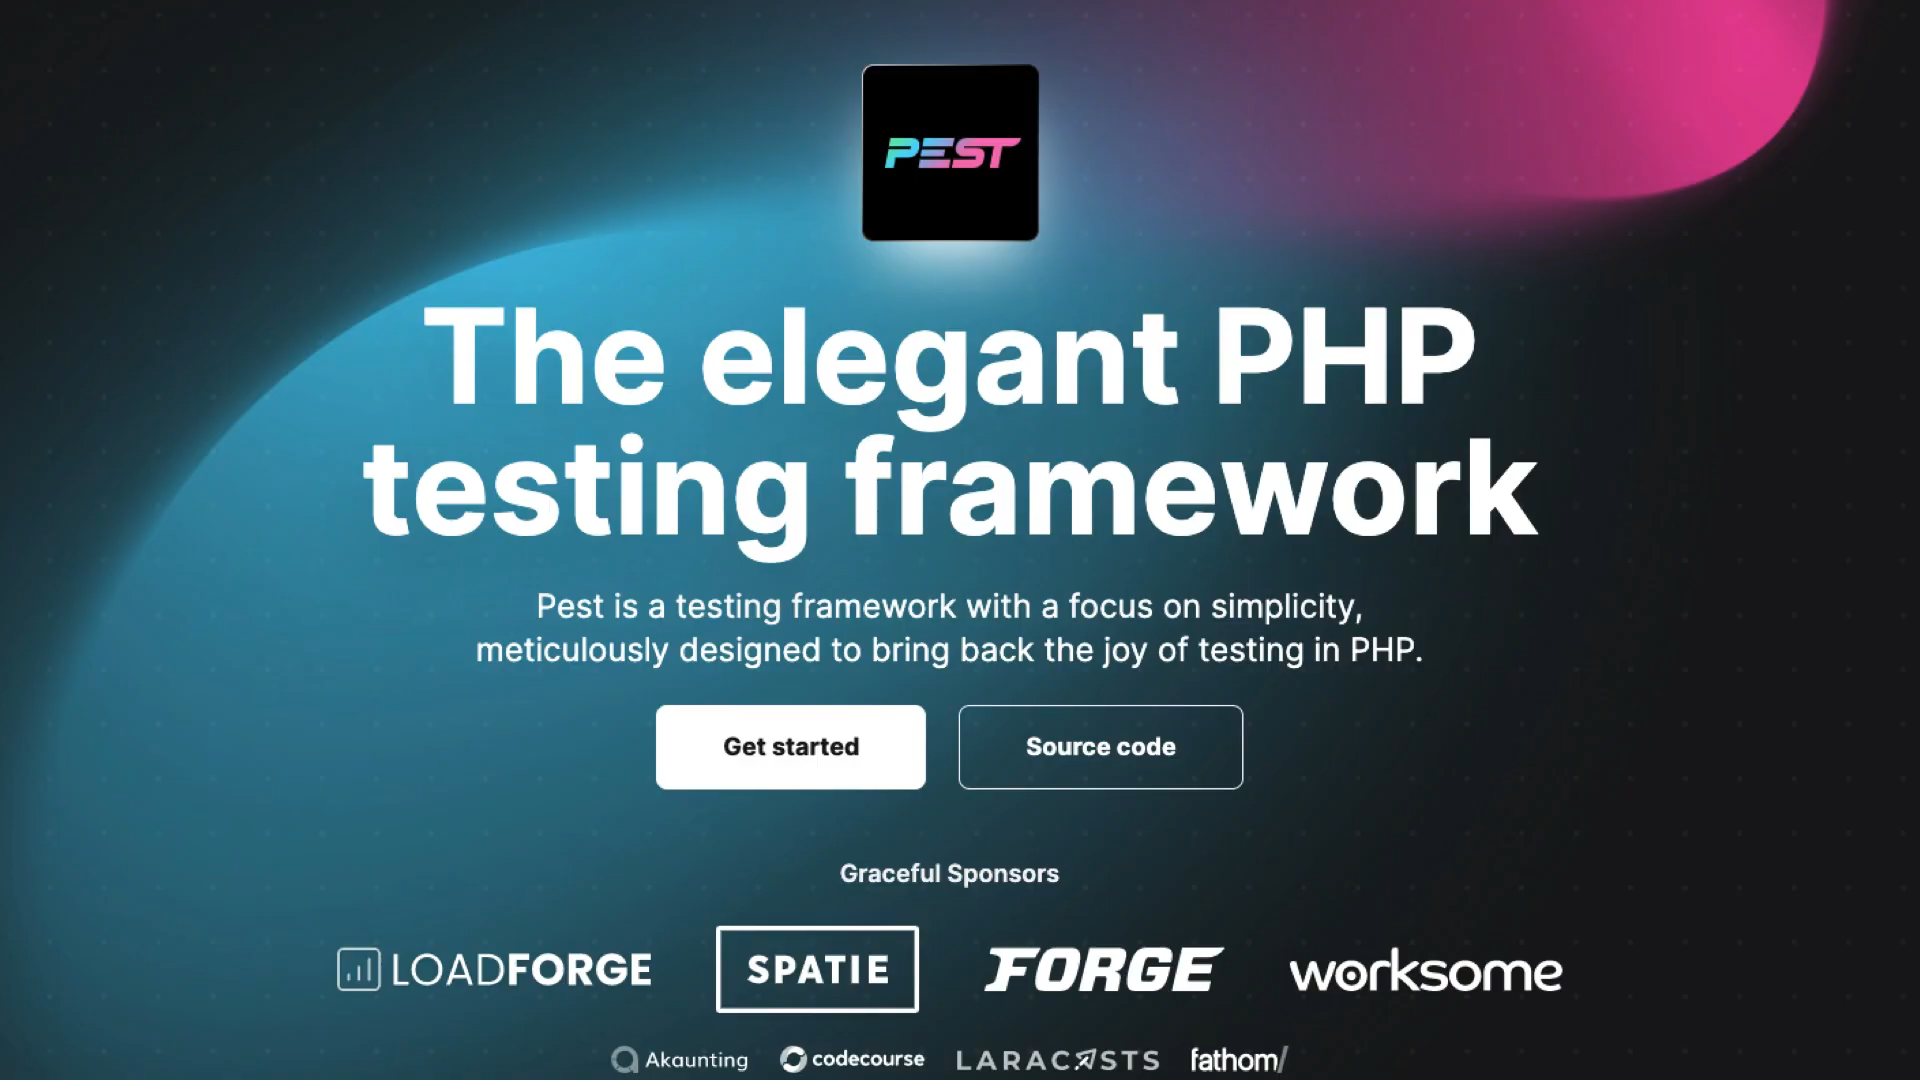 PEST
The elegant PHP
testing framework
Pest is a testing framework with a focus on simplicity,
meticulously designed to bring back the joy of testing in PHP.
Get started
Source code
Graceful Sponsors
LOADFORGE
SPATIE
FORGE
worksome
Akaunting
codecourse
LARACASTS
fathom/